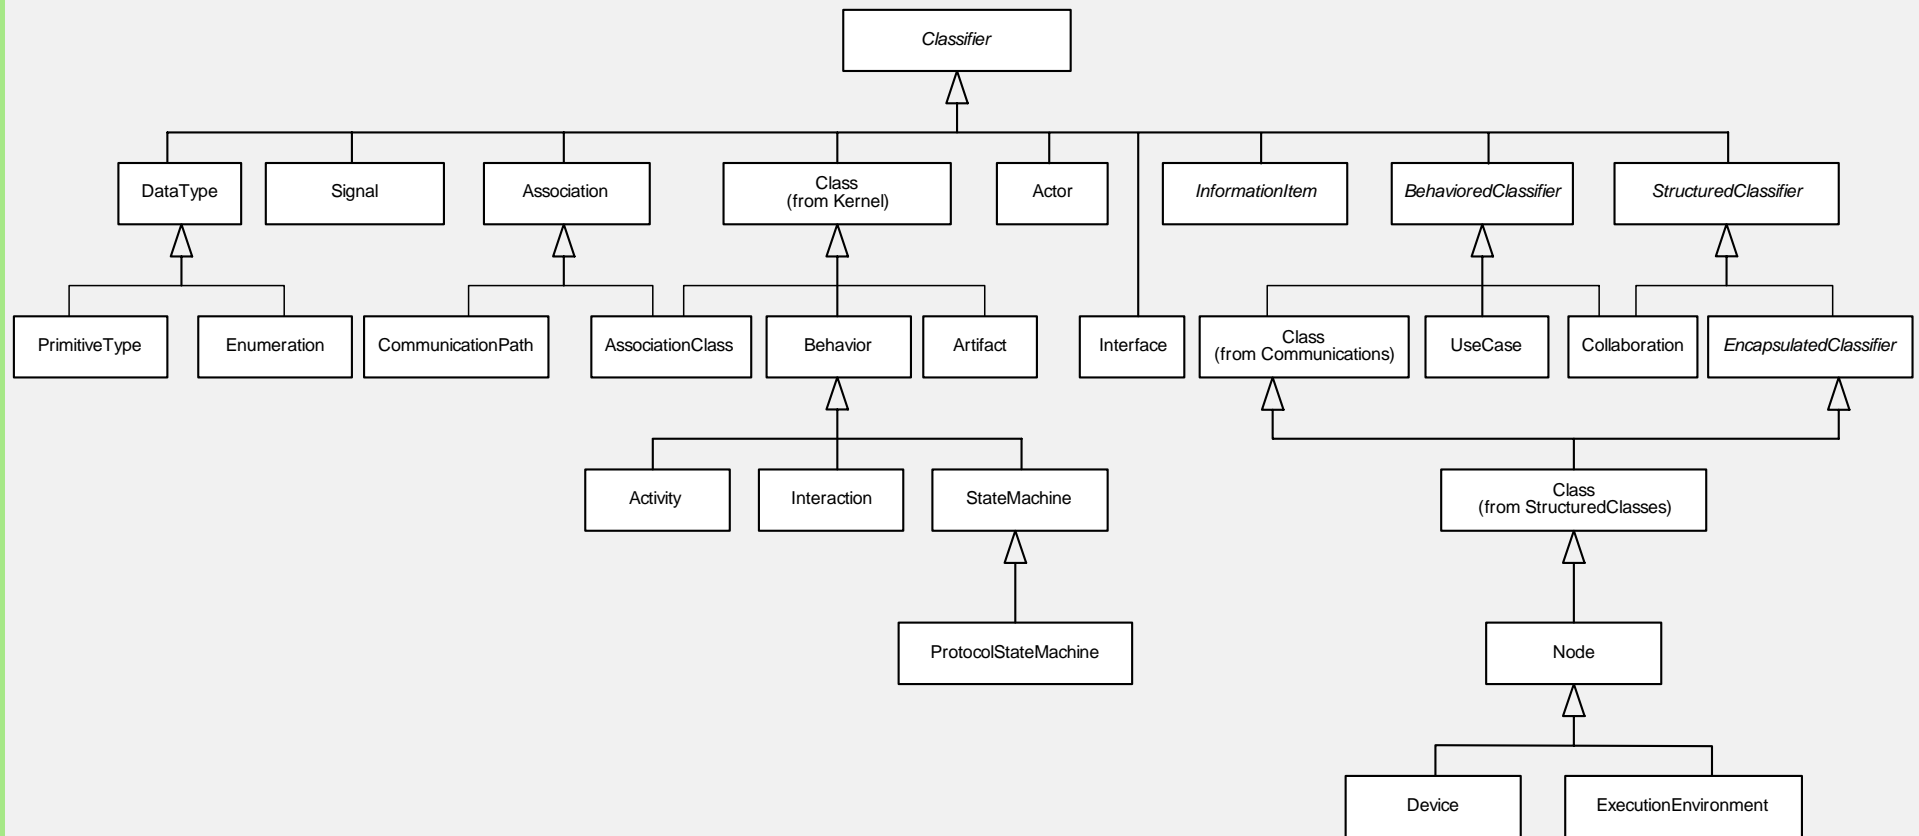 Classifier
DataType
Signal
Association
Class
(from Kernel)
Actor
InformationItem
BehavioredClassifier
StructuredClassifier
PrimitiveType
Enumeration
CommunicationPath
AssociationClass
Behavior
Artifact
Interface
Class
(from Communications)
UseCase
Collaboration
EncapsulatedClassifier
Activity
Interaction
StateMachine
Class
(from StructuredClasses)
ProtocolStateMachine
Node
Device
ExecutionEnvironment